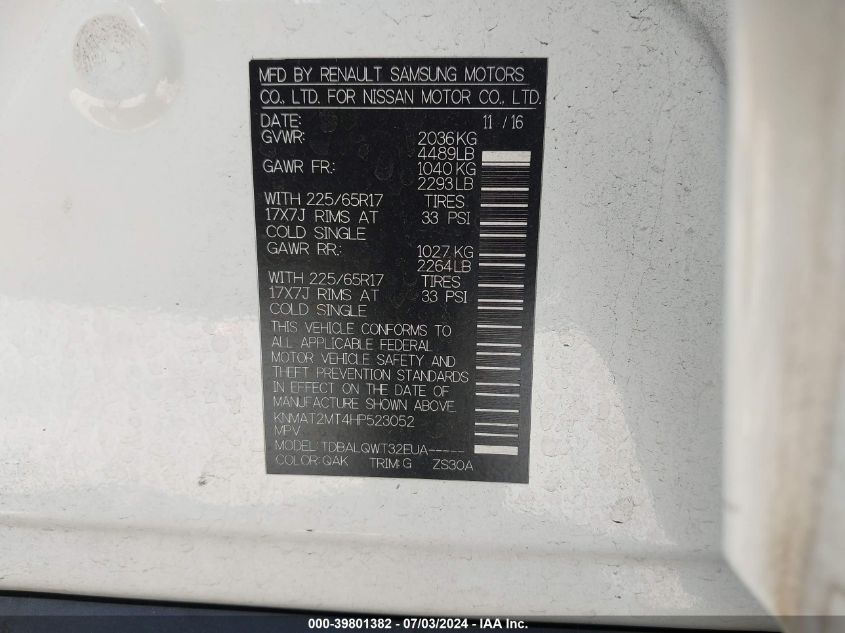 MFD BY RENAULT SAMSUNG MOTORS
CO., LTD. FOR NISSAN MOTOR CO., LTD.
DATE: 11 / 16
GVWR: 2036 KG
4489LB
GAWR FR.: 1040 KG
2293 LB
WITH 225/65R17 TIRES
17X7J RIMS AT 33 PSI
COLD SINGLE
GAWR RR.: 1027 KG
2264LB
WITH 225/65R17 TIRES
17X7J RIMS AT 33 PSI
COLD SINGLE
THIS VEHICLE CONFORMS TO
ALL APPLICABLE FEDERAL
MOTOR VEHICLE SAFETY AND
THEFT PREVENTION STANDARDS
IN EFFECT ON THE DATE OF
MANUFACTURE SHOWN ABOVE.
KNMAT2MT4HP523052
MPV
MODEL: TDBALQWT32EUA-----
COLOR: QAK TRIM: G ZS30A
000-39801382 - 07/03/2024 - IAA Inc.